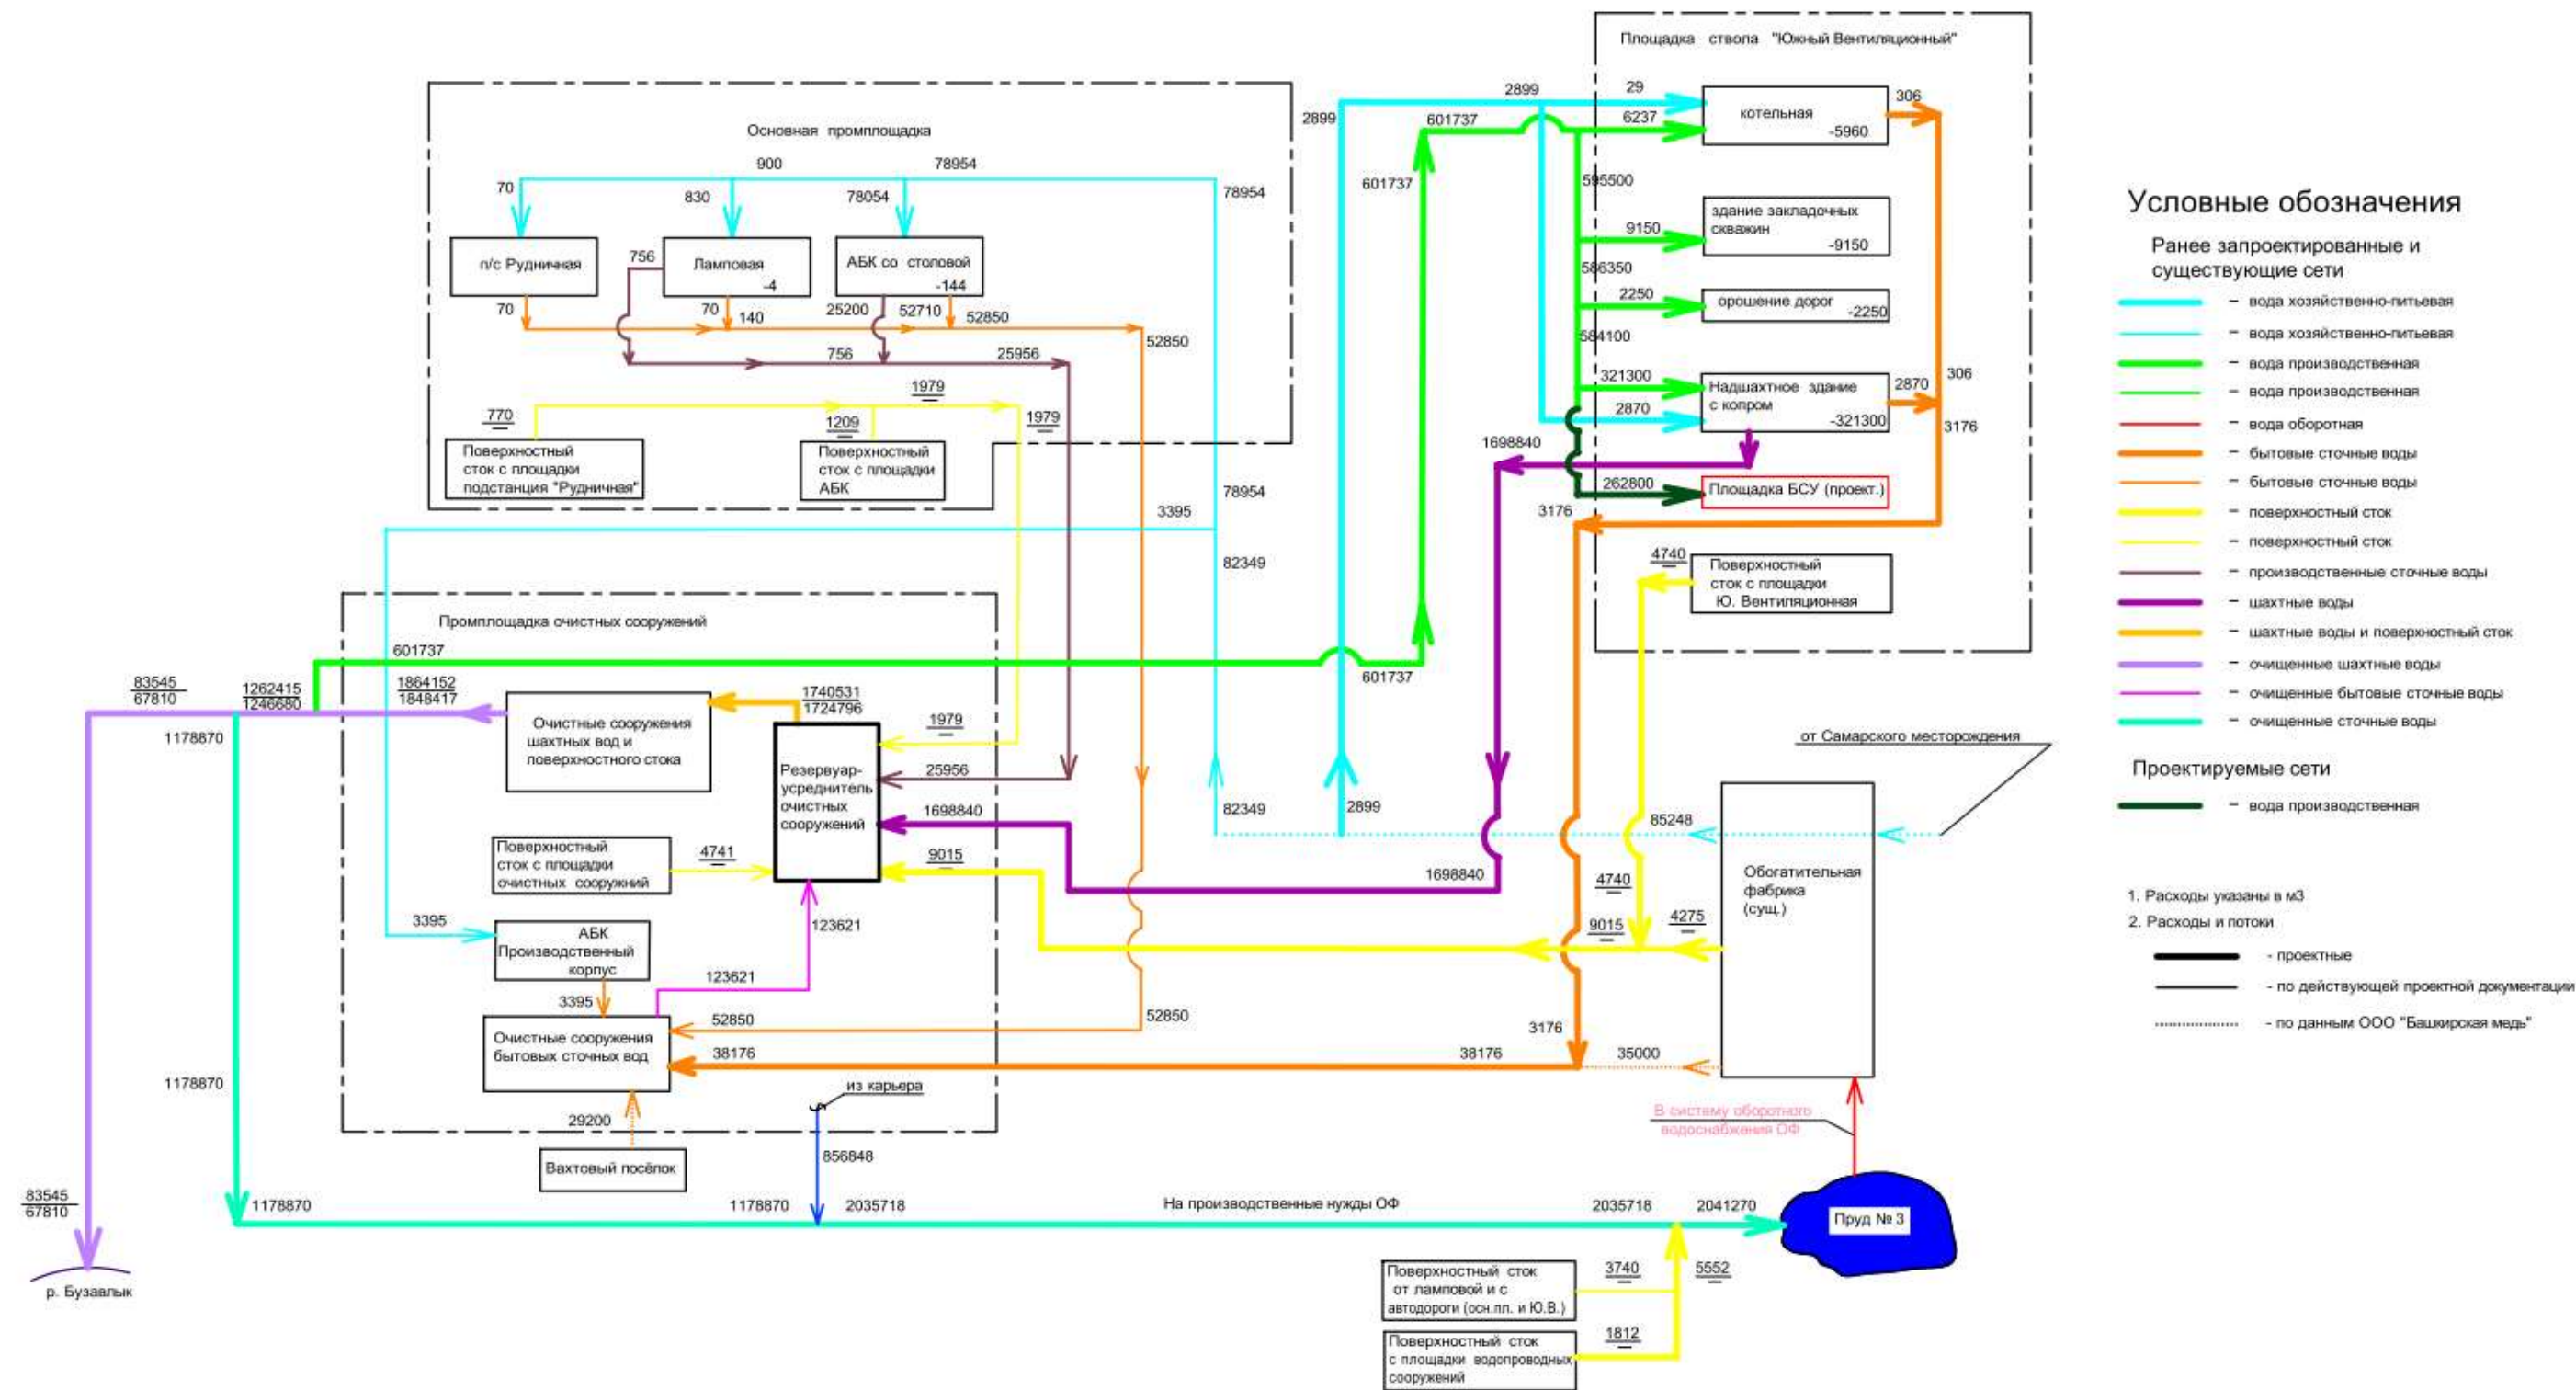 Площадка ствола "Южный Вентиляционный"
2899
29
котельная
-5960
306
2899
601737
6237
601737
595500
здание закладочных
скважин
-9150
9150
586350
2250
орошение дорог
-2250
584100
321300
Надшахтное здание
с копром
-321300
2870
2870
306
3176
1698840
262800
Площадка БСУ (проект.)
3176
4740
Поверхностный
сток с площадки
Ю. Вентиляционная
Основная промплощадка
900
78954
70
830
78054
78954
п/с Рудничная
Ламповая
-4
АБК со столовой
-144
756
70
70
140
25200
52710
52850
52850
756
25956
770
1209
1979
1979
Поверхностный
сток с площадки
подстанция "Рудничная"
Поверхностный
сток с площадки
АБК
78954
3395
82349
Промплощадка очистных сооружений
601737
601737
83545
67810
1262415
1246680
1864152
1848417
1740531
1724796
1178870
Очистные сооружения
шахтных вод и
поверхностного стока
1979
Резервуар-
усреднитель
очистных
сооружений
25956
1698840
9015
Поверхностный
сток с площадки
очистных сооружний
4741
3395
АБК
Производственный
корпус
123621
123621
3395
Очистные сооружения
бытовых сточных вод
52850
52850
38176
38176
3176
35000
29200
Вахтовый посёлок
из карьера
856848
82349
2899
85248
от Самарского месторождения
1698840
4740
9015
4275
Обогатительная
фабрика
(сущ.)
В систему оборотного
водоснабжения ОФ
1178870
83545
67810
1178870
1178870
2035718
На производственные нужды ОФ
2035718
2041270
Пруд № 3
р. Бузавлык
Поверхностный сток
от ламповой и с
автодороги (осн.пл. и Ю.В.)
3740
5552
Поверхностный сток
с площадки водопроводных
сооружений
1812
Условные обозначения
Ранее запроектированные и
существующие сети
– вода хозяйственно-питьевая
– вода хозяйственно-питьевая
– вода производственная
– вода производственная
– вода оборотная
– бытовые сточные воды
– бытовые сточные воды
– поверхностный сток
– поверхностный сток
– производственные сточные воды
– шахтные воды
– шахтные воды и поверхностный сток
– очищенные шахтные воды
– очищенные бытовые сточные воды
– очищенные сточные воды
Проектируемые сети
– вода производственная
1. Расходы указаны в м3
2. Расходы и потоки
- проектные
- по действующей проектной документации
- по данным ООО "Башкирская медь"